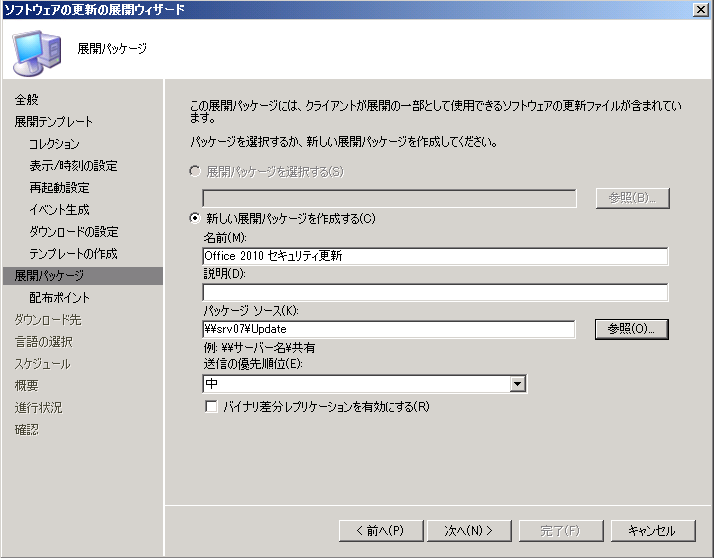 ソフトウェアの更新の展開ウィザード
展開パッケージ
全般
展開テンプレート
コレクション
表示/時刻の設定
再起動設定
イベント生成
ダウンロードの設定
テンプレートの作成
展開パッケージ
配布ポイント
ダウンロード先
言語の選択
スケジュール
概要
進行状況
確認
この展開パッケージには、クライアントが展開の一部として使用できるソフトウェアの更新ファイルが含まれてい
ます。
パッケージを選択するか、新しい展開パッケージを作成してください。
展開パッケージを選択する(S)
参照(B)...
新しい展開パッケージを作成する(C)
名前(M):
Office 2010 セキュリティ更新
説明(D):
パッケージ ソース(K):
¥¥srv07¥Update
参照(O)...
例: ¥¥サーバー名¥共有
送信の優先順位(E):
中
バイナリ差分レプリケーションを有効にする(R)
< 前へ(P)
次へ(N) >
完了(F)
キャンセル